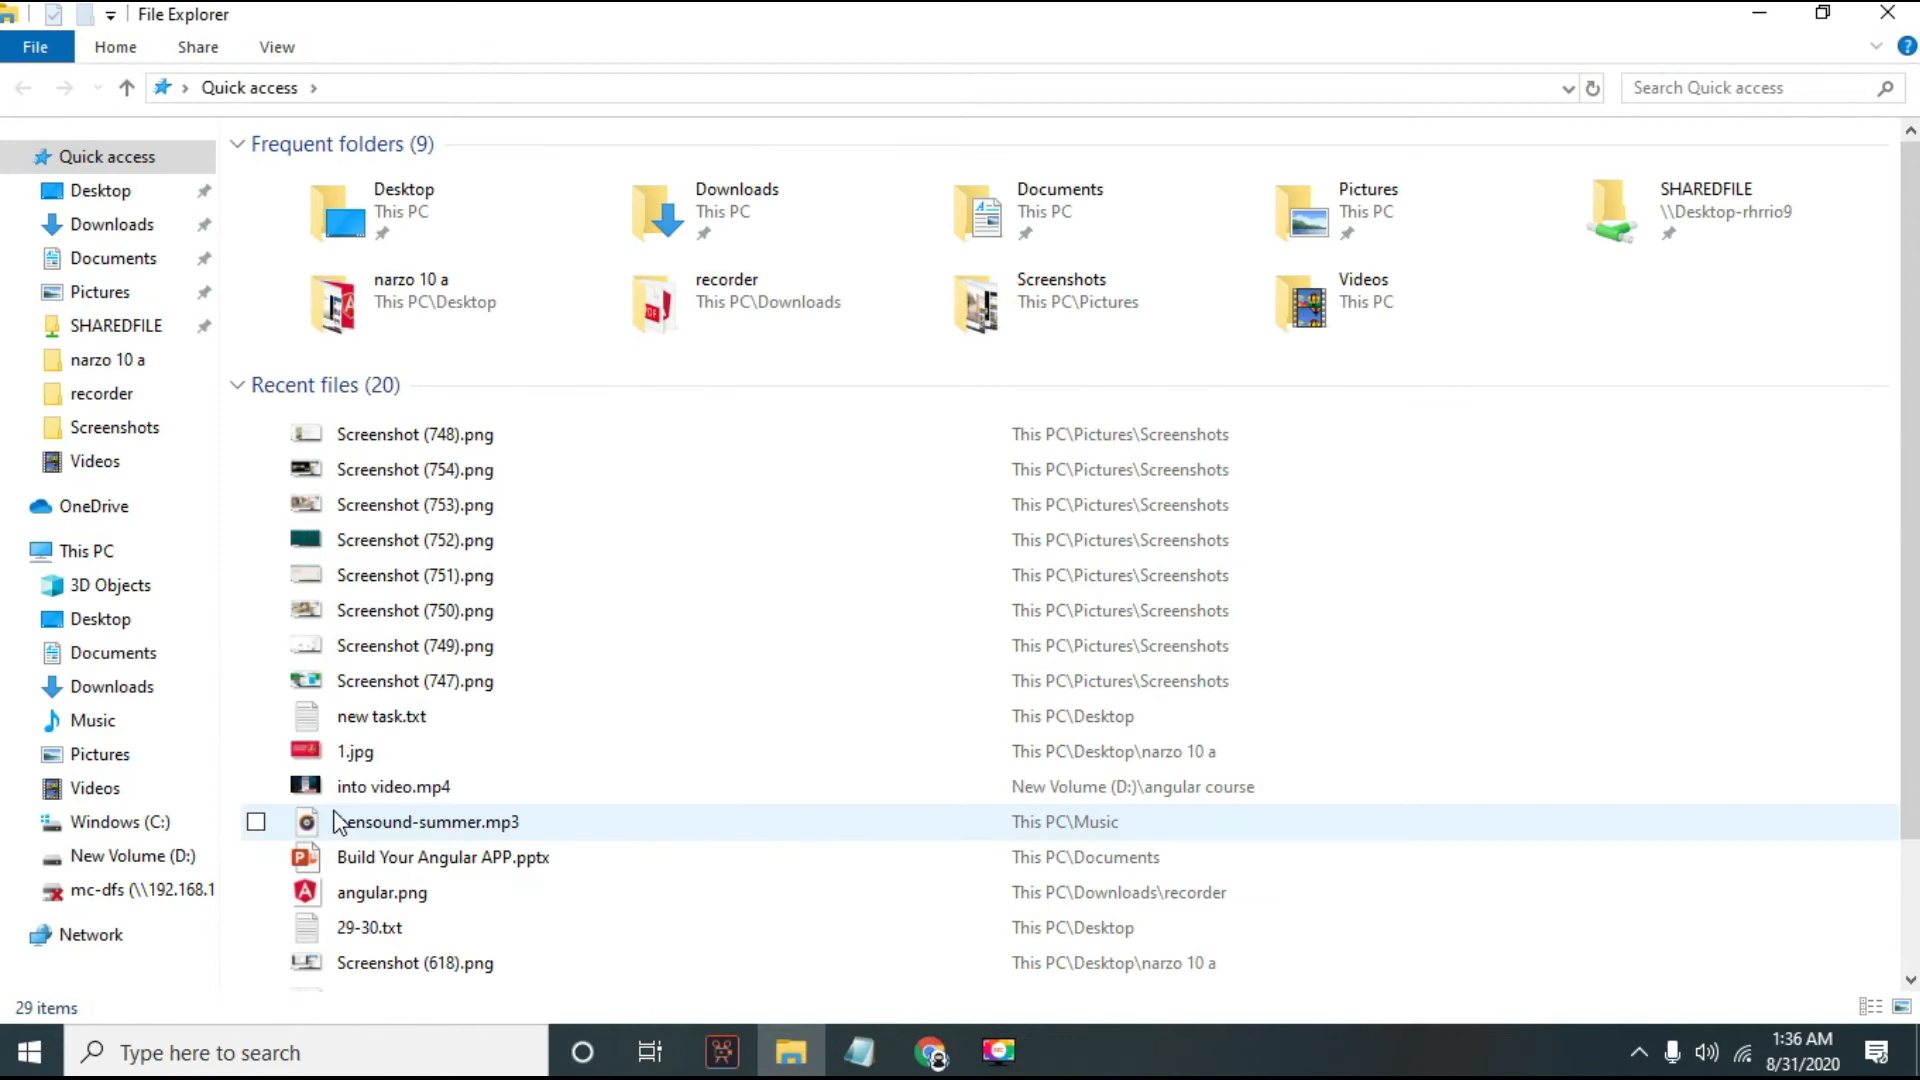 File Explorer
File Home Share View
Quick access
Search Quick access
Quick access
Desktop
Downloads
Documents
Pictures
SHAREDFILE
narzo 10 a
recorder
Screenshots
Videos
OneDrive
This PC
3D Objects
Desktop
Documents
Downloads
Music
Pictures
Videos
Windows (C:)
New Volume (D:)
mc-dfs (\\192.168.1
Network
Frequent folders (9)
Desktop
This PC
Downloads
This PC
Documents
This PC
Pictures
This PC
SHAREDFILE
\\Desktop-rhrrio9
narzo 10 a
This PC\Desktop
recorder
This PC\Downloads
Screenshots
This PC\Pictures
Videos
This PC
Recent files (20)
Screenshot (748).png This PC\Pictures\Screenshots
Screenshot (754).png This PC\Pictures\Screenshots
Screenshot (753).png This PC\Pictures\Screenshots
Screenshot (752).png This PC\Pictures\Screenshots
Screenshot (751).png This PC\Pictures\Screenshots
Screenshot (750).png This PC\Pictures\Screenshots
Screenshot (749).png This PC\Pictures\Screenshots
Screenshot (747).png This PC\Pictures\Screenshots
new task.txt This PC\Desktop
1.jpg This PC\Desktop\narzo 10 a
into video.mp4 New Volume (D:)\angular course
ensound-summer.mp3 This PC\Music
Build Your Angular APP.pptx This PC\Documents
angular.png This PC\Downloads\recorder
29-30.txt This PC\Desktop
Screenshot (618).png This PC\Desktop\narzo 10 a
29 items
Type here to search
1:36 AM
8/31/2020